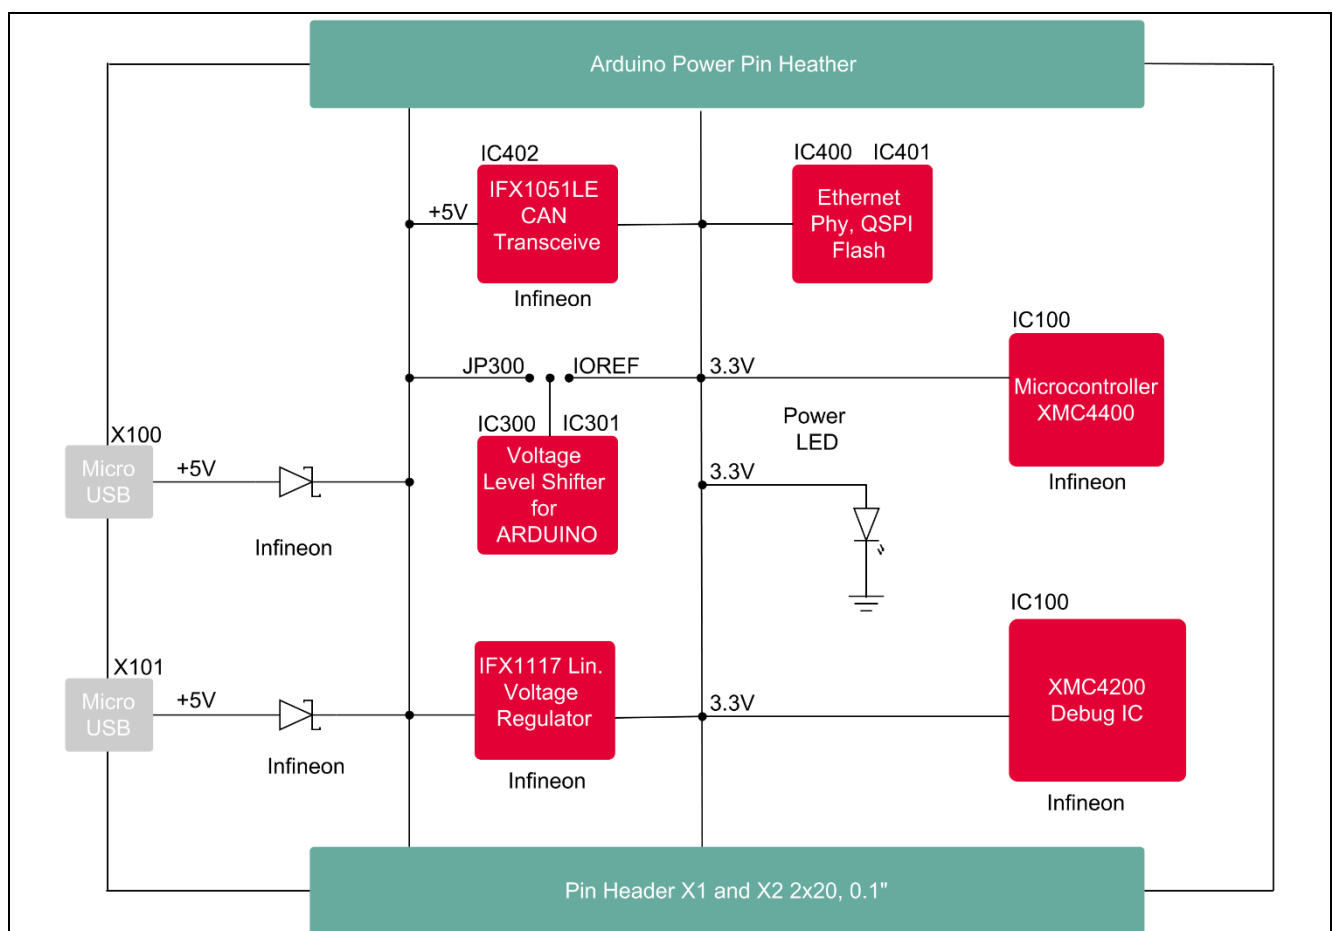 Arduino Power Pin Heather
IC402
IFX1051LE
CAN
Transceive
+5V
Infineon
IC400 IC401
Ethernet
Phy, QSPI
Flash
IC100
Microcontroller
XMC4400
Infineon
JP300
IOREF
3.3V
IC300 IC301
Voltage
Level Shifter
for
ARDUINO
Power
LED
3.3V
X100
Micro
USB
+5V
Infineon
X101
Micro
USB
+5V
Infineon
IFX1117 Lin.
Voltage
Regulator
Infineon
3.3V
IC100
XMC4200
Debug IC
Infineon
Pin Header X1 and X2 2x20, 0.1"